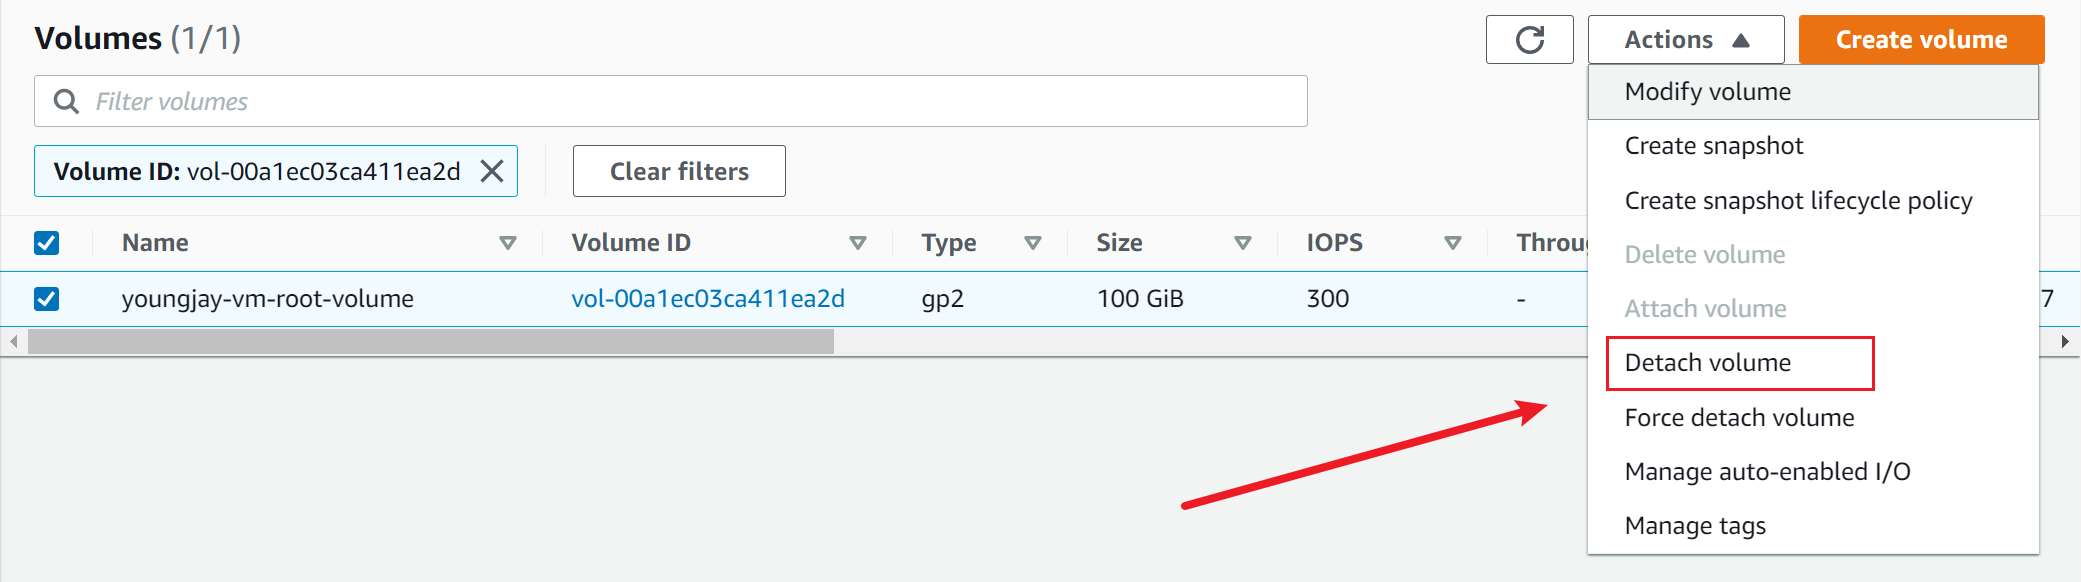 Volumes (1/1)
Actions
Create volume
Filter volumes
Volume ID: vol-00a1ec03ca411ea2d
Clear filters
Name Volume ID Type Size IOPS Throu
youngjay-vm-root-volume vol-00a1ec03ca411ea2d gp2 100 GiB 300 - 7
Modify volume
Create snapshot
Create snapshot lifecycle policy
Delete volume
Attach volume
Detach volume
Force detach volume
Manage auto-enabled I/O
Manage tags